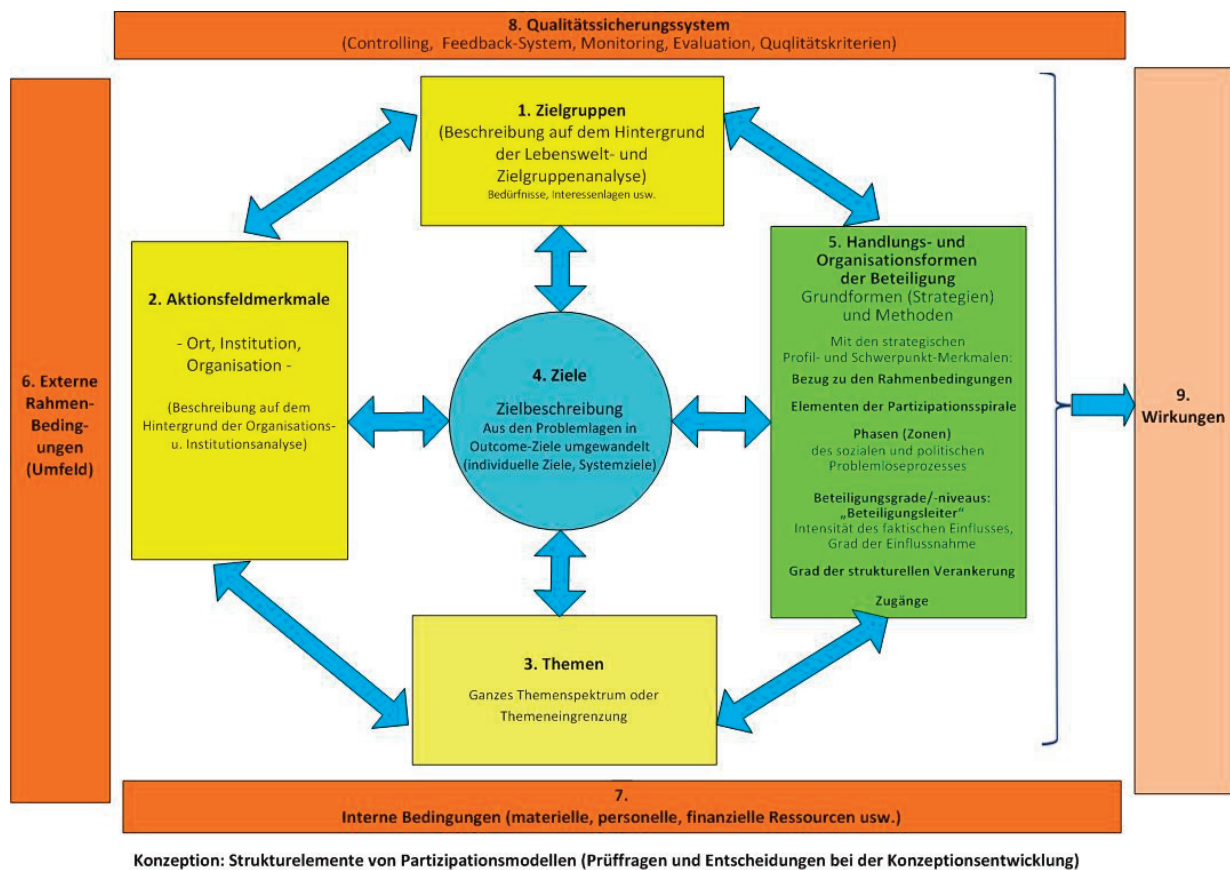 8. Qualitätssicherungssystem
(Controlling, Feedback-System, Monitoring, Evaluation, Quqlitätskriterien)
1. Zielgruppen
(Beschreibung auf dem Hintergrund
der Lebenswelt- und
Zielgruppenanalyse)
Bedürfnisse, Interessenlagen usw.
2. Aktionsfeldmerkmale
- Ort, Institution,
Organisation -
(Beschreibung auf dem
Hintergrund der Organisations-
u. Institutionsanalyse)
4. Ziele
Zielbeschreibung
Aus den Problemlagen in
Outcome-Ziele umgewandelt
(individuelle Ziele, Systemziele)
5. Handlungs- und
Organisationsformen
der Beteiligung
Grundformen (Strategien)
und Methoden
Mit den strategischen
Profil- und Schwerpunkt-Merkmalen:
Bezug zu den Rahmenbedingungen
Elementen der Partizipationsspirale
Phasen (Zonen)
des sozialen und politischen
Problemlöseprozesses
Beteiligungsgrade/-niveaus:
„Beteiligungsleiter“
Intensität des faktischen Einflusses,
Grad der Einflussnahme
Grad der strukturellen Verankerung
Zugänge
6. Externe
Rahmen-
Beding-
ungen
(Umfeld)
9.
Wirkungen
3. Themen
Ganzes Themenspektrum oder
Themeneingrenzung
7.
Interne Bedingungen (materielle, personelle, finanzielle Ressourcen usw.)
Konzeption: Strukturelemente von Partizipationsmodellen (Prüffragen und Entscheidungen bei der Konzeptionsentwicklung)